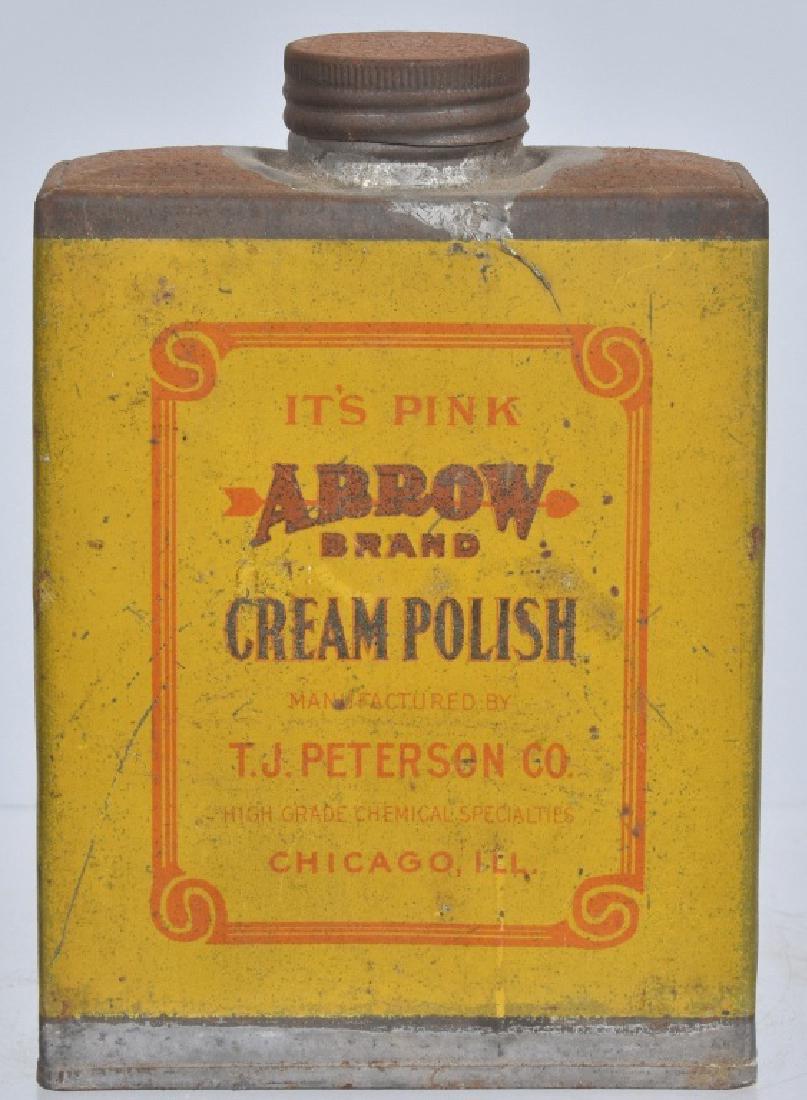 IT'S PINK
ARROW
BRAND
CREAM POLISH
MANUFACTURED BY
T.J. PETERSON CO.
HIGH GRADE CHEMICAL SPECIALTIES
CHICAGO, ILL.